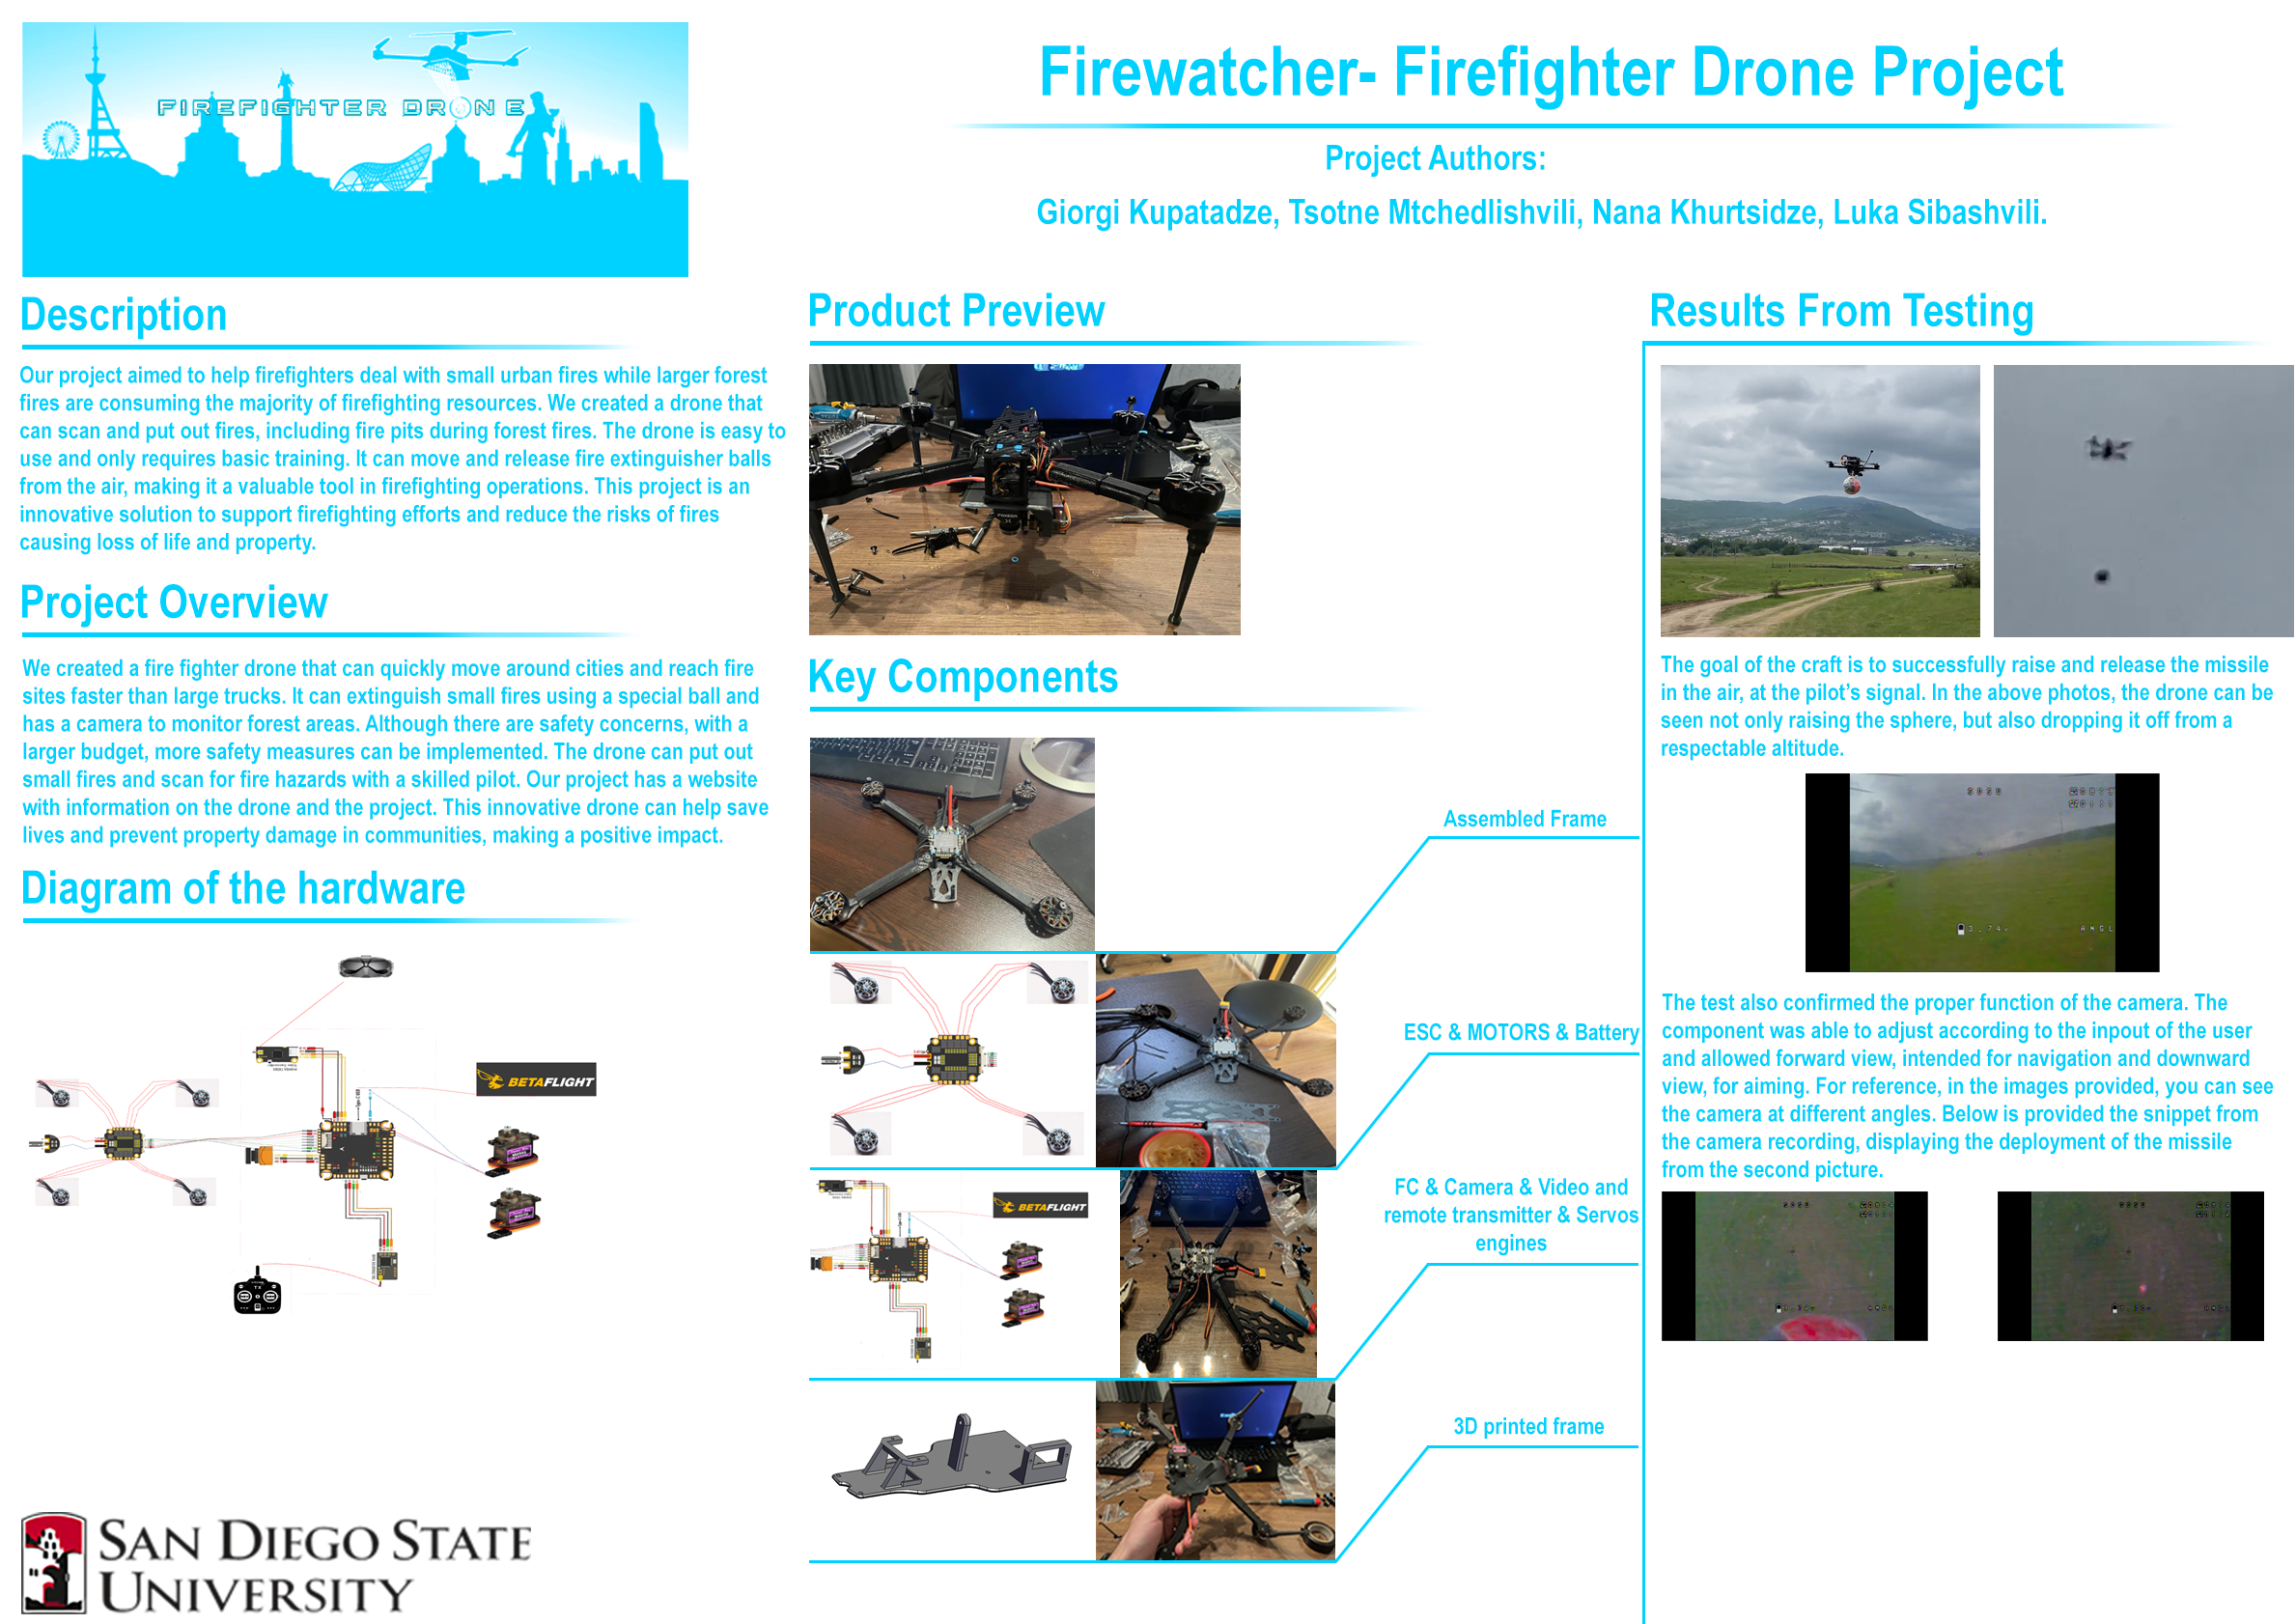 FIREFIGHTER DRONE
Firewatcher- Firefighter Drone Project
Project Authors:
Giorgi Kupatadze, Tsotne Mtchedlishvili, Nana Khurtsidze, Luka Sibashvili.
Description
Our project aimed to help firefighters deal with small urban fires while larger forest
fires are consuming the majority of firefighting resources. We created a drone that
can scan and put out fires, including fire pits during forest fires. The drone is easy to
use and only requires basic training. It can move and release fire extinguisher balls
from the air, making it a valuable tool in firefighting operations. This project is an
innovative solution to support firefighting efforts and reduce the risks of fires
causing loss of life and property.
Project Overview
We created a fire fighter drone that can quickly move around cities and reach fire
sites faster than large trucks. It can extinguish small fires using a special ball and
has a camera to monitor forest areas. Although there are safety concerns, with a
larger budget, more safety measures can be implemented. The drone can put out
small fires and scan for fire hazards with a skilled pilot. Our project has a website
with information on the drone and the project. This innovative drone can help save
lives and prevent property damage in communities, making a positive impact.
Diagram of the hardware
BETAFLIGHT
TX
SAN DIEGO STATE
UNIVERSITY
Product Preview
Key Components
Assembled Frame
ESC & MOTORS & Battery
FC & Camera & Video and
remote transmitter & Servos
engines
BETAFLIGHT
3D printed frame
Results From Testing
The goal of the craft is to successfully raise and release the missile
in the air, at the pilot's signal. In the above photos, the drone can be
seen not only raising the sphere, but also dropping it off from a
respectable altitude.
3.74v
ANGL
The test also confirmed the proper function of the camera. The
component was able to adjust according to the inpout of the user
and allowed forward view, intended for navigation and downward
view, for aiming. For reference, in the images provided, you can see
the camera at different angles. Below is provided the snippet from
the camera recording, displaying the deployment of the missile
from the second picture.